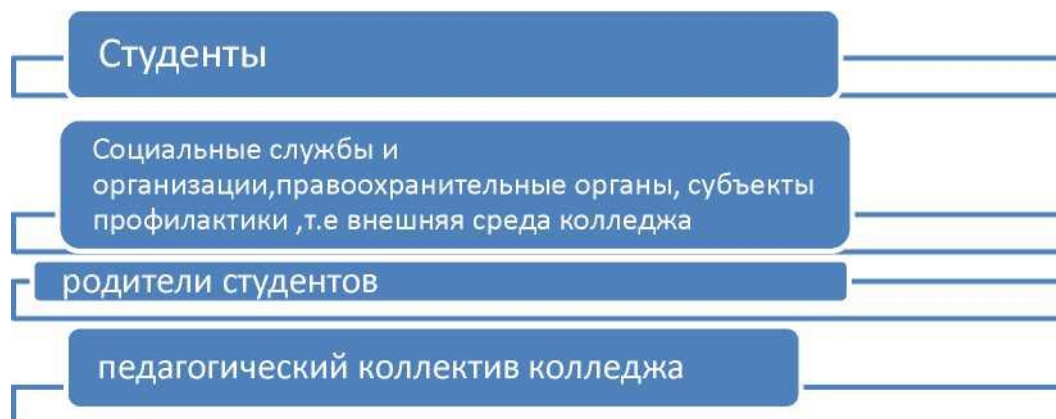 Студенты
Социальные службы и
организации,правоохранительные органы, субъекты
профилактики ,т.е внешняя среда колледжа
родители студентов
педагогический коллектив колледжа